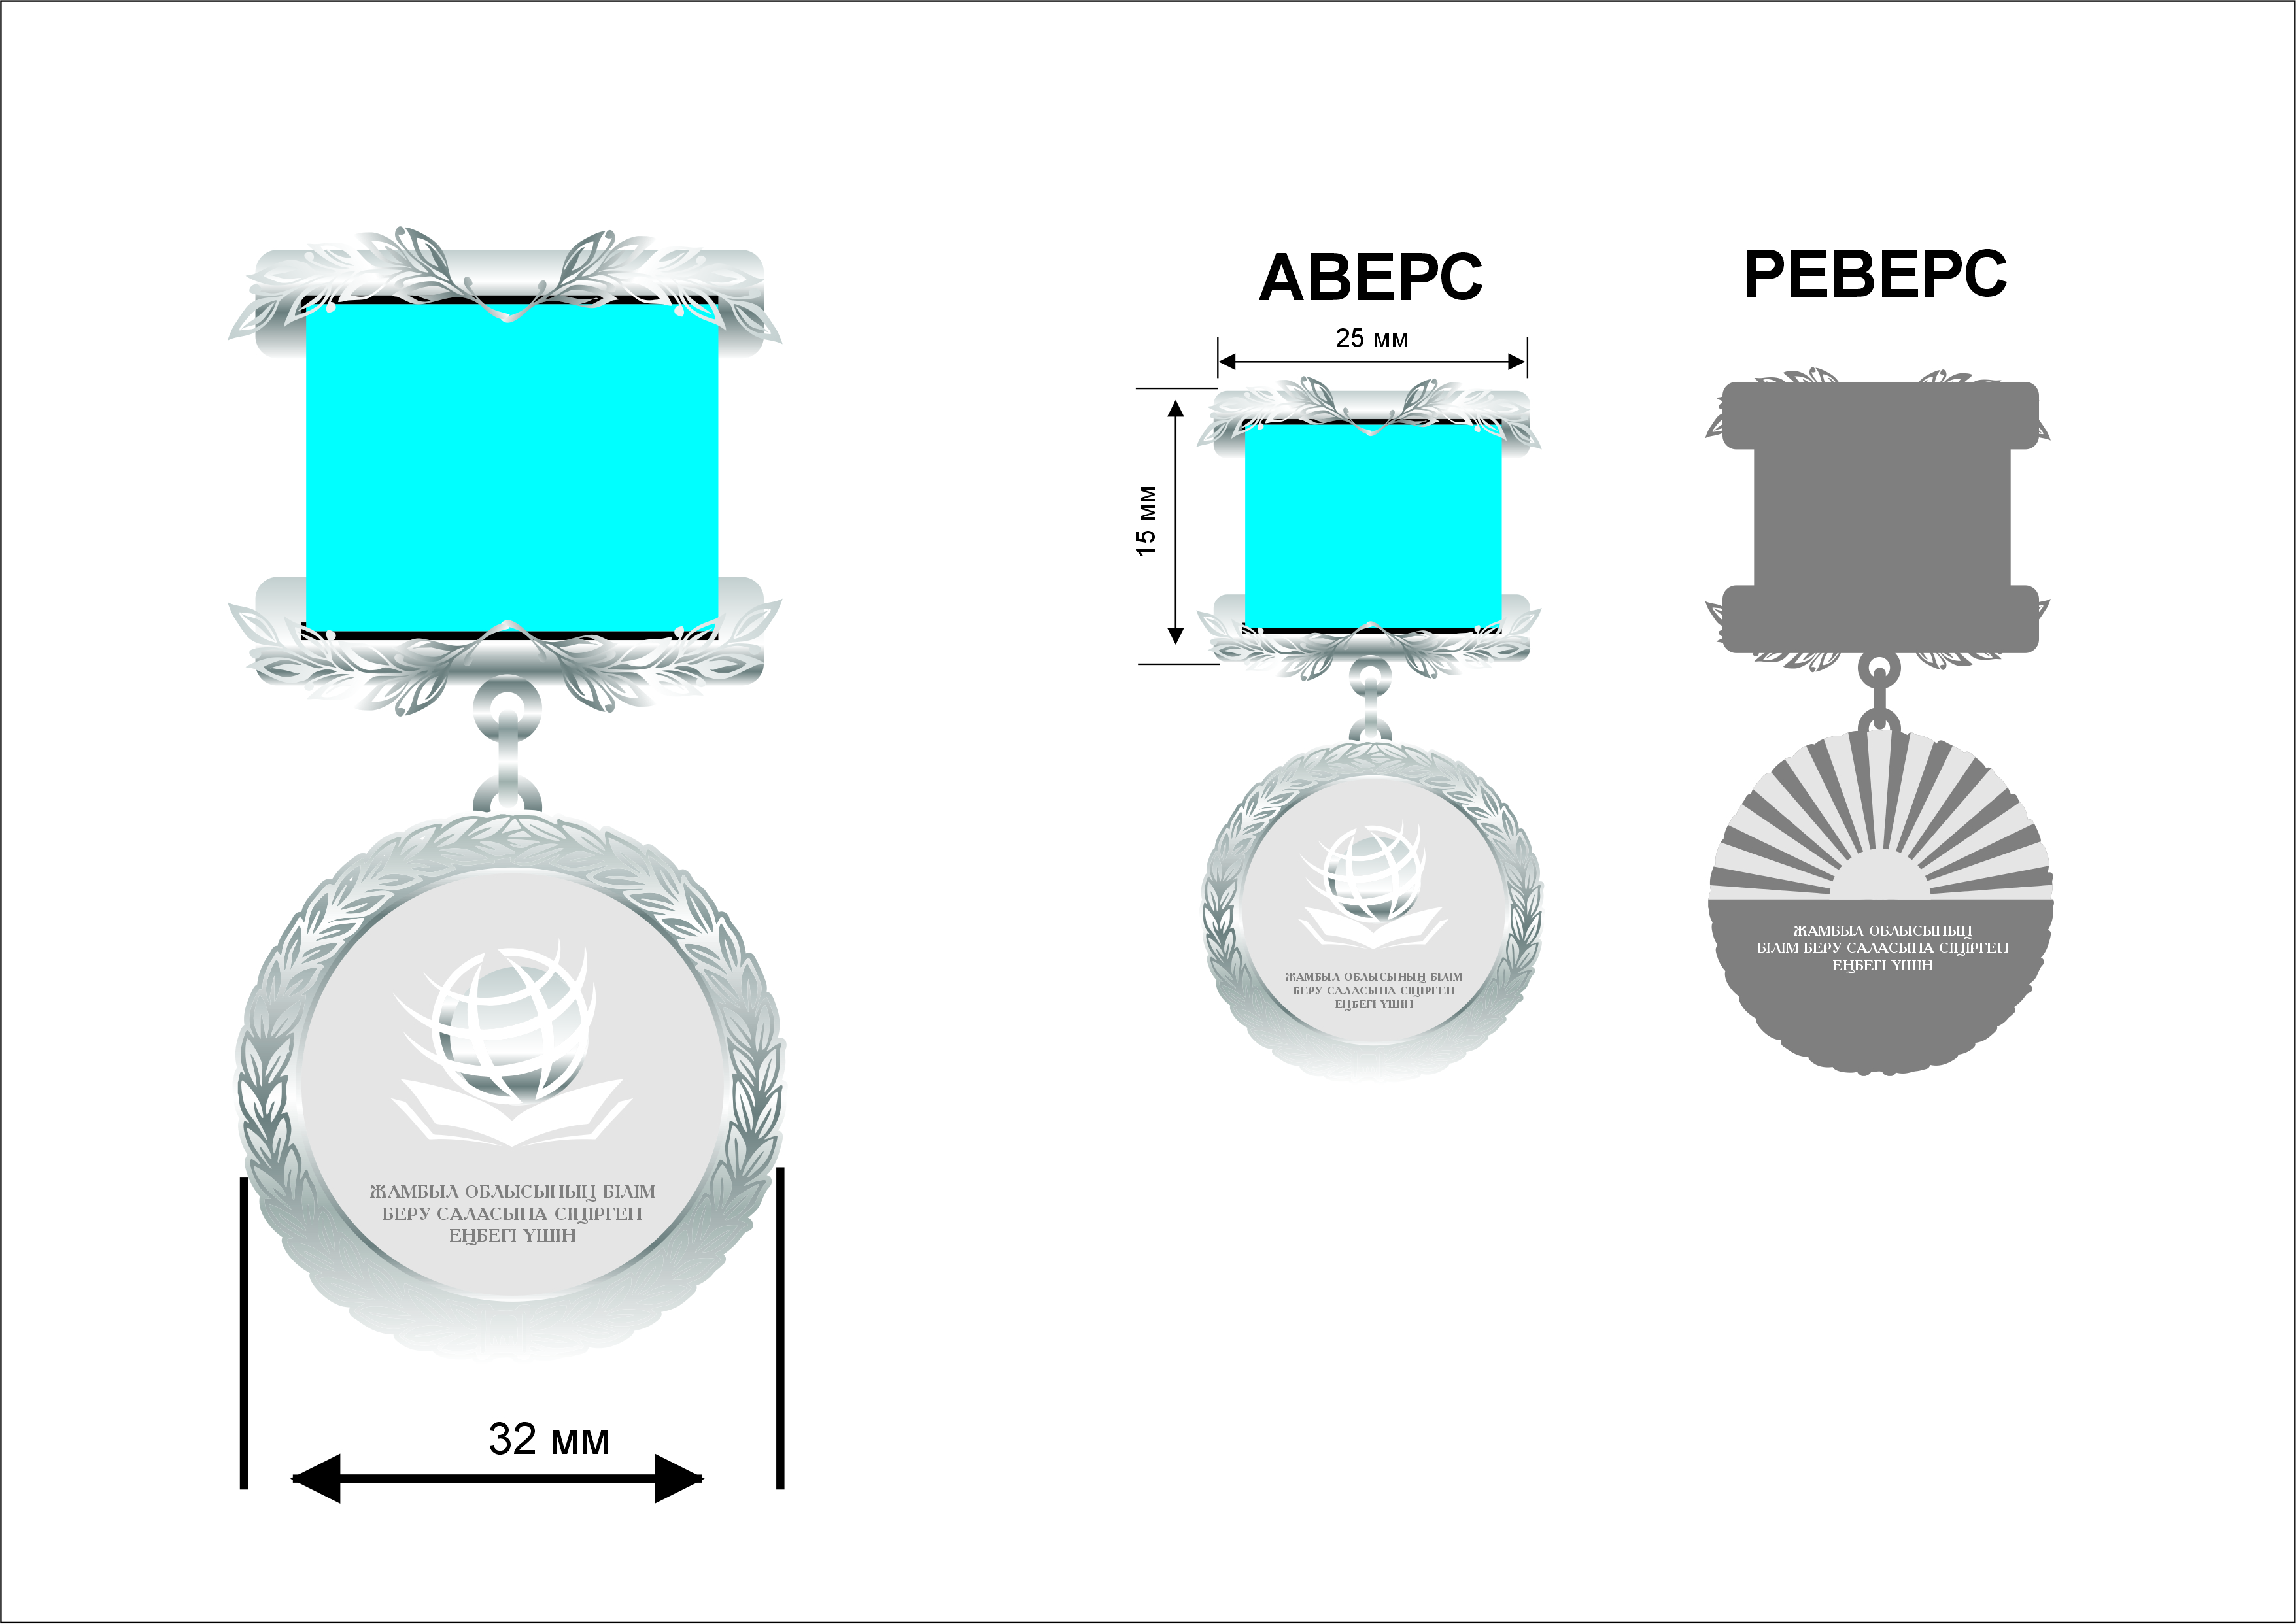 АВЕРС
РЕВЕРС
25 мм
15 мм
ЖАМБЫЛ ОБЛЫСЫНЫҢ БІЛІМ
БЕРУ САЛАСЫНА СІҢІРГЕН
ЕҢБЕГІ ҮШІН
ЖАМБЫЛ ОБЛЫСЫНЫҢ БІЛІМ
БЕРУ САЛАСЫНА СІҢІРГЕН
ЕҢБЕГІ ҮШІН
ЖАМБЫЛ ОБЛЫСЫНЫҢ
БІЛІМ БЕРУ САЛАСЫНА СІҢІРГЕН
ЕҢБЕГІ ҮШІН
32 мм